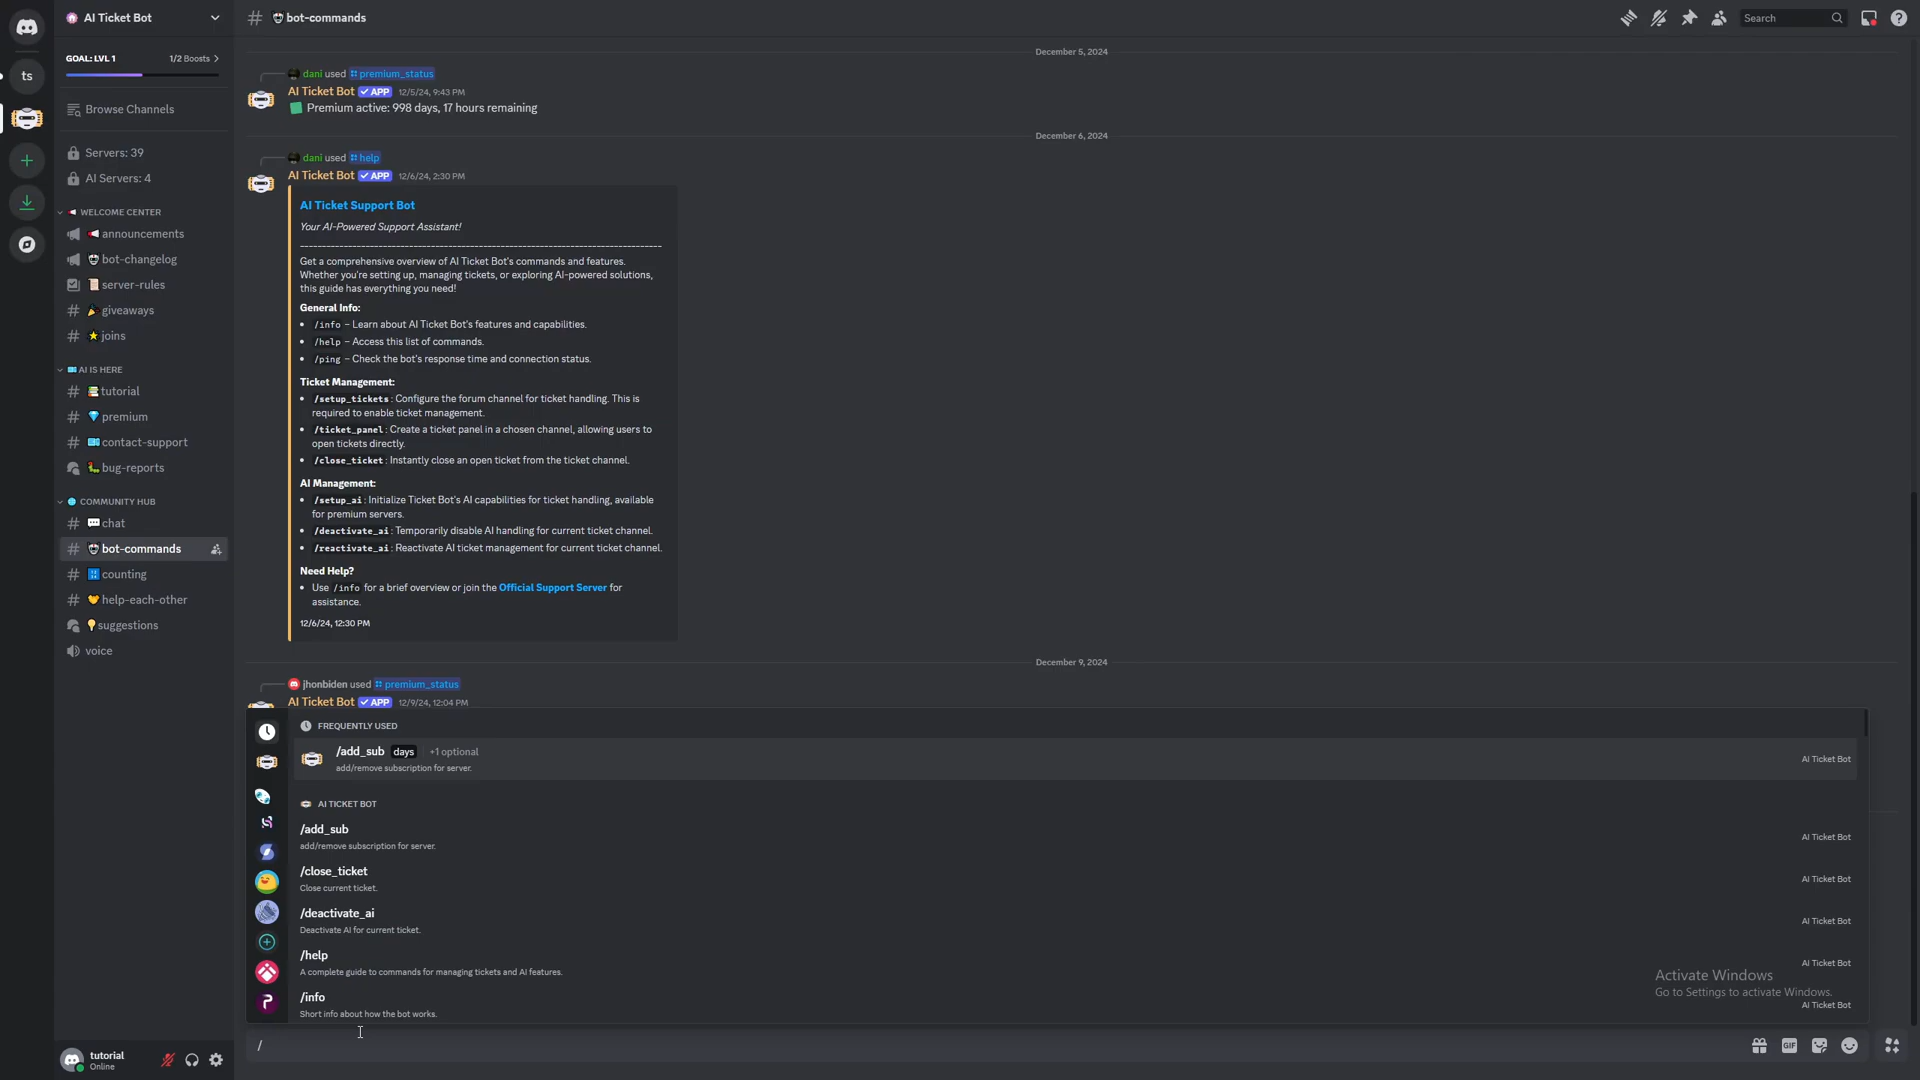 AI Ticket Bot
GOAL: LVL 1
1/2 Boosts
Browse Channels
Servers: 39
AI Servers: 4
WELCOME CENTER
announcements
bot-changelog
server-rules
giveaways
joins
AI IS HERE
tutorial
premium
contact-support
bug-reports
COMMUNITY HUB
chat
bot-commands
counting
help-each-other
suggestions
voice
tutorial
Online
ts
bot-commands
Search
December 5, 2024
dani used premium_status
AI Ticket Bot APP 12/5/24, 9:43 PM
Premium active: 998 days, 17 hours remaining
December 6, 2024
dani used help
AI Ticket Bot APP 12/6/24, 2:30 PM
AI Ticket Support Bot
Your AI-Powered Support Assistant!
Get a comprehensive overview of AI Ticket Bot's commands and features.
Whether you're setting up, managing tickets, or exploring AI-powered solutions,
this guide has everything you need!
General Info:
• /info – Learn about AI Ticket Bot's features and capabilities.
• /help – Access this list of commands.
• /ping – Check the bot's response time and connection status.
Ticket Management:
• /setup_tickets: Configure the forum channel for ticket handling. This is
required to enable ticket management.
• /ticket_panel: Create a ticket panel in a chosen channel, allowing users to
open tickets directly.
• /close_ticket: Instantly close an open ticket from the ticket channel.
AI Management:
• /setup_ai: Initialize Ticket Bot's AI capabilities for ticket handling, available
for premium servers.
• /deactivate_ai: Temporarily disable AI handling for current ticket channel.
• /reactivate_ai: Reactivate AI ticket management for current ticket channel.
Need Help?
• Use /info for a brief overview or join the Official Support Server for
assistance.
12/6/24, 12:30 PM
December 9, 2024
jhonbiden used premium_status
AI Ticket Bot APP 12/9/24, 12:04 PM
FREQUENTLY USED
/add_sub days +1 optional
add/remove subscription for server.
AI Ticket Bot
AI TICKET BOT
/add_sub
add/remove subscription for server.
AI Ticket Bot
/close_ticket
Close current ticket.
AI Ticket Bot
/deactivate_ai
Deactivate AI for current ticket.
AI Ticket Bot
/help
A complete guide to commands for managing tickets and AI features.
AI Ticket Bot
/info
Short info about how the bot works.
AI Ticket Bot
Activate Windows
Go to Settings to activate Windows.
/
GIF